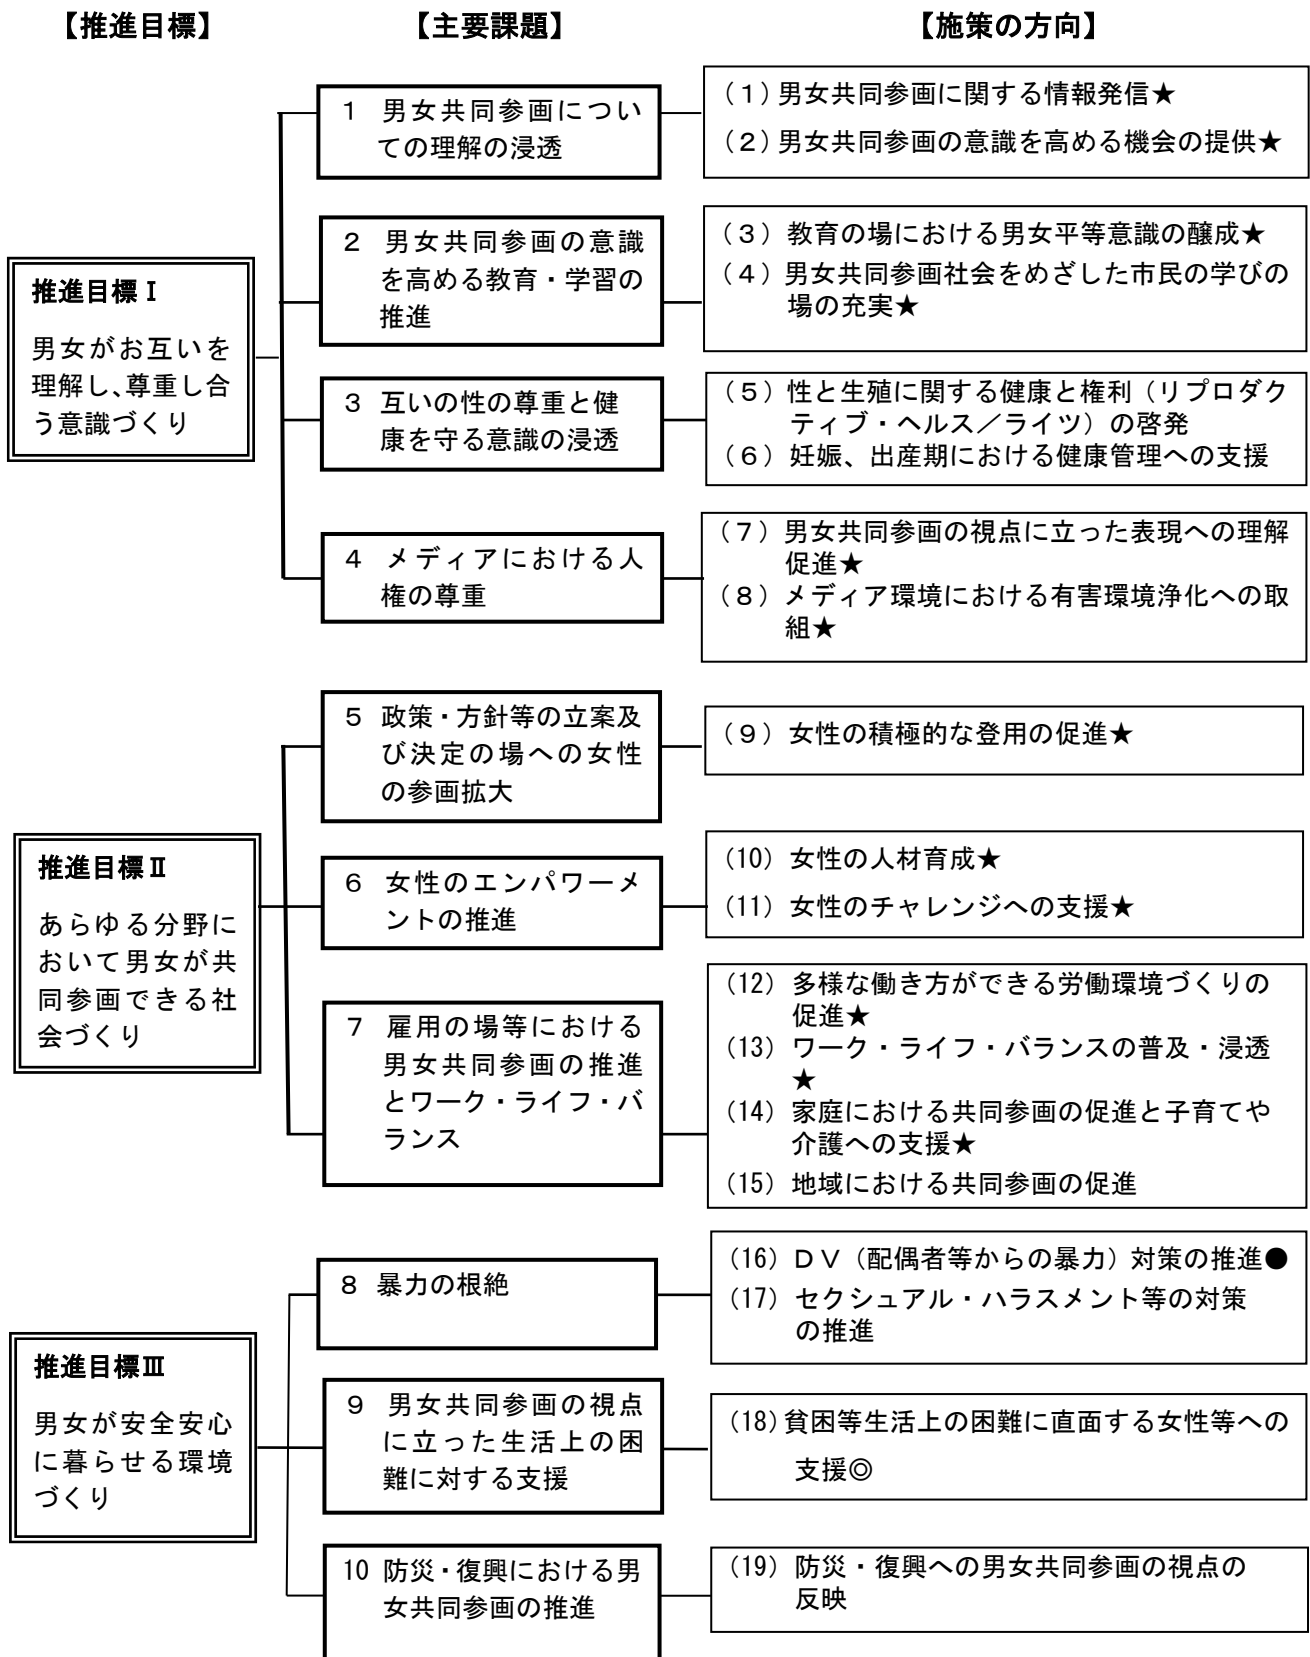 【推進目標】 【主要課題】 【施策の方向】
推進目標Ⅰ
男女がお互いを
理解し、尊重し合
う意識づくり
1 男女共同参画につい
ての理解の浸透
(1)男女共同参画に関する情報発信★
(2)男女共同参画の意識を高める機会の提供★
2 男女共同参画の意識
を高める教育・学習の
推進
(3)教育の場における男女平等意識の醸成★
(4)男女共同参画社会をめざした市民の学びの
場の充実★
3 互いの性の尊重と健
康を守る意識の浸透
(5)性と生殖に関する健康と権利(リプロダク
ティブ・ヘルス/ライツ)の啓発
(6)妊娠、出産期における健康管理への支援
4 メディアにおける人
権の尊重
(7)男女共同参画の視点に立った表現への理解
促進★
(8)メディア環境における有害環境浄化への取
組★
推進目標Ⅱ
あらゆる分野に
おいて男女が共
同参画できる社
会づくり
5 政策・方針等の立案及
び決定の場への女性
の参画拡大
(9)女性の積極的な登用の促進★
6 女性のエンパワーメ
ントの推進
(10)女性の人材育成★
(11)女性のチャレンジへの支援★
7 雇用の場等における
男女共同参画の推進
とワーク・ライフ・バ
ランス
(12)多様な働き方ができる労働環境づくりの
促進★
(13)ワーク・ライフ・バランスの普及・浸透
★
(14)家庭における共同参画の促進と子育てや
介護への支援★
(15)地域における共同参画の促進
推進目標Ⅲ
男女が安全安心
に暮らせる環境
づくり
8 暴力の根絶
(16)DV(配偶者等からの暴力)対策の推進●
(17)セクシュアル・ハラスメント等の対策
の推進
9 男女共同参画の視点
に立った生活上の困
難に対する支援
(18)貧困等生活上の困難に直面する女性等への
支援◎
10 防災・復興における男
女共同参画の推進
(19)防災・復興への男女共同参画の視点の
反映